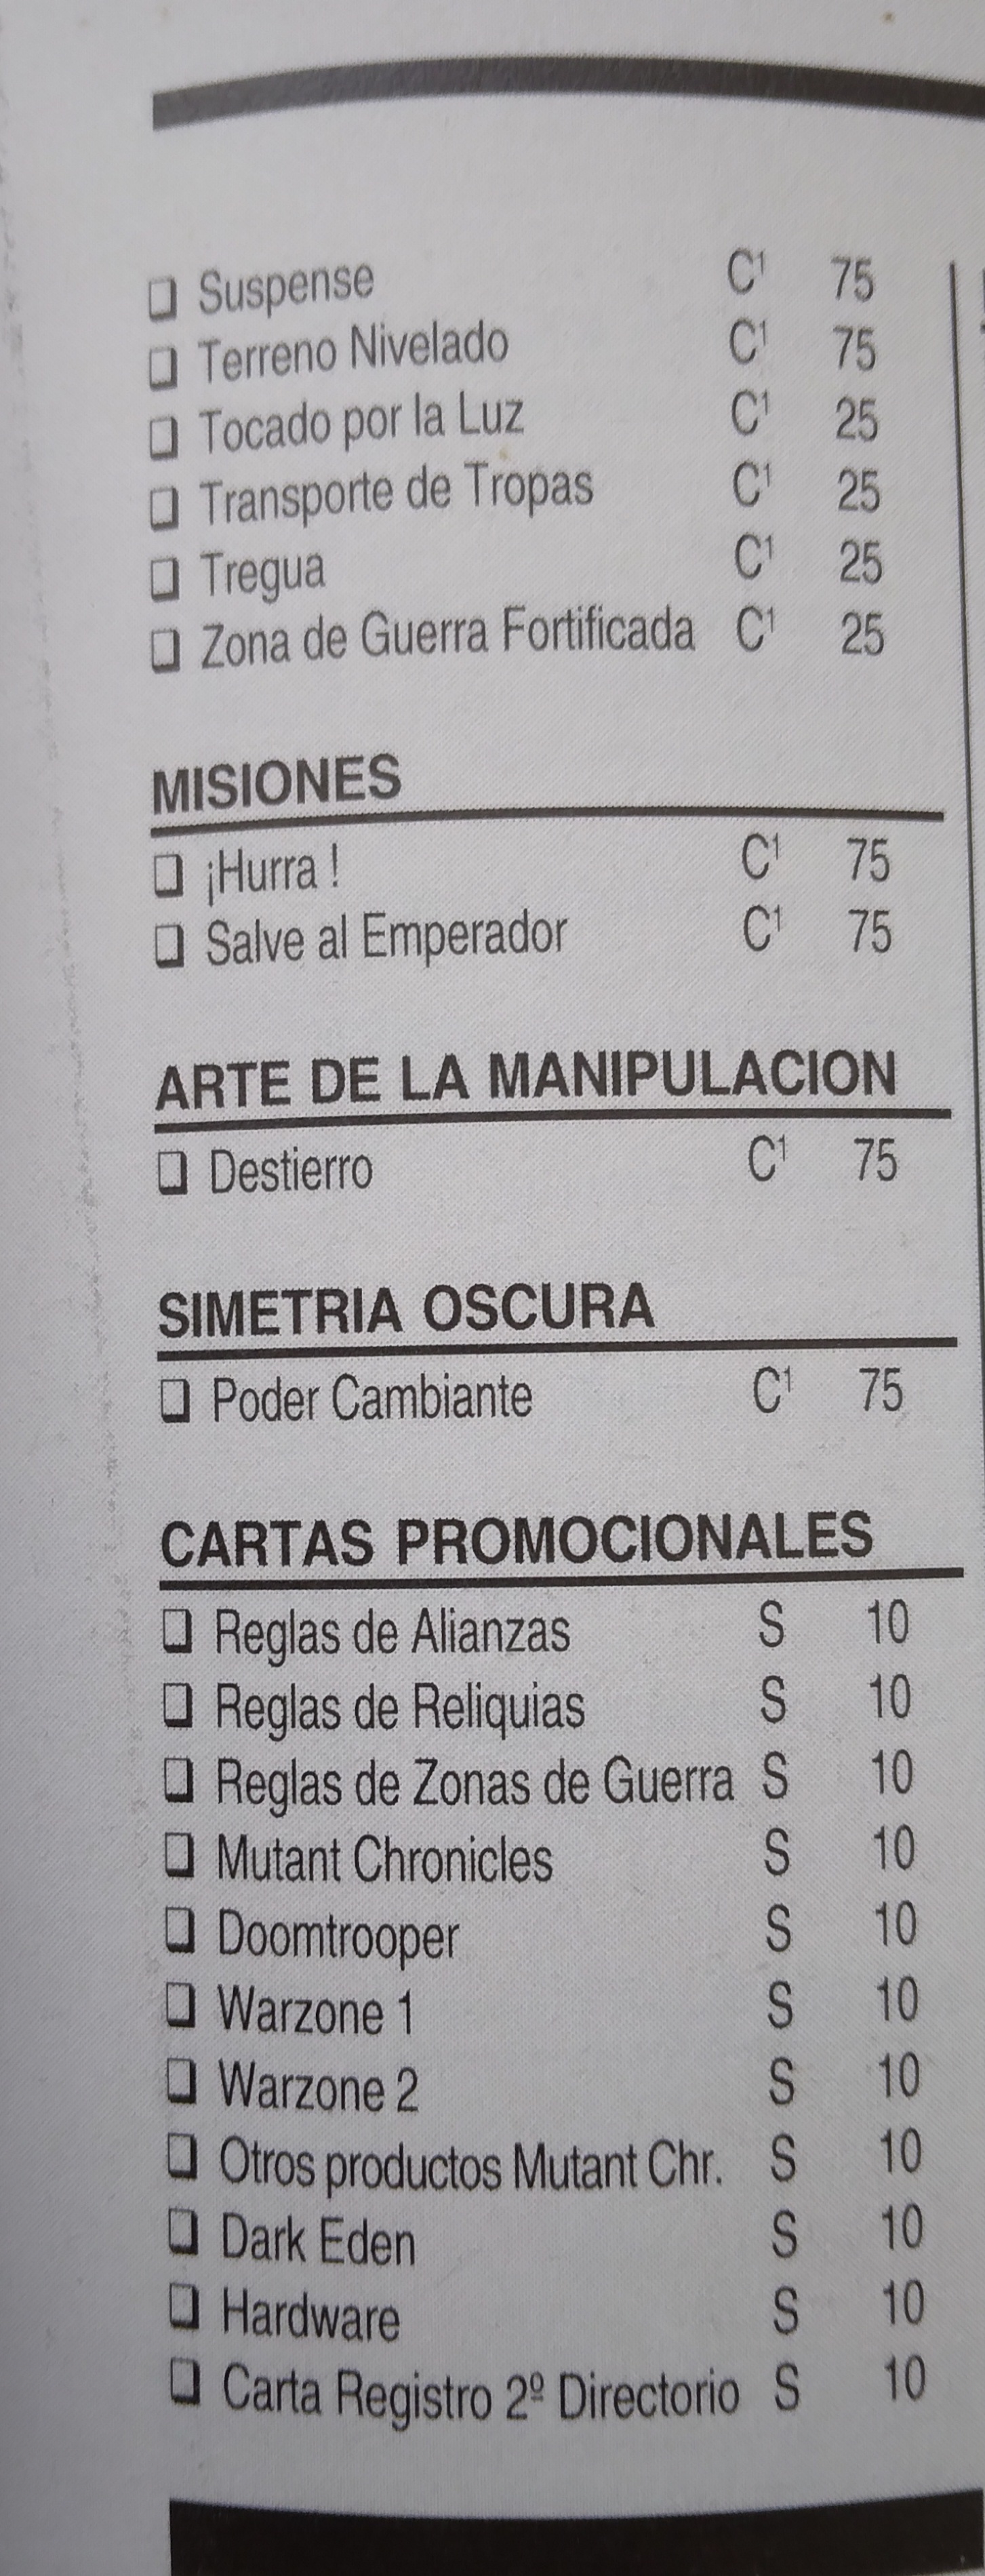 ❏ Suspense C¹ 75
❏ Terreno Nivelado C¹ 75
❏ Tocado por la Luz C¹ 25
❏ Transporte de Tropas C¹ 25
❏ Tregua C¹ 25
❏ Zona de Guerra Fortificada C¹ 25
MISIONES
❏ ¡Hurra ! C¹ 75
❏ Salve al Emperador C¹ 75
ARTE DE LA MANIPULACION
❏ Destierro C¹ 75
SIMETRIA OSCURA
❏ Poder Cambiante C¹ 75
CARTAS PROMOCIONALES
❏ Reglas de Alianzas S 10
❏ Reglas de Reliquias S 10
❏ Reglas de Zonas de Guerra S 10
❏ Mutant Chronicles S 10
❏ Doomtrooper S 10
❏ Warzone 1 S 10
❏ Warzone 2 S 10
❏ Otros productos Mutant Chr. S 10
❏ Dark Eden S 10
❏ Hardware S 10
❏ Carta Registro 2º Directorio S 10